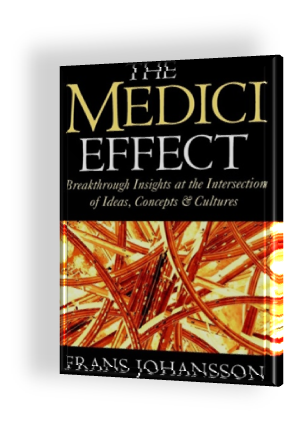 THE
MEDICI
EFFECT
Breakthrough Insights at the Intersection
of Ideas, Concepts & Cultures
FRANS JOHANSSON